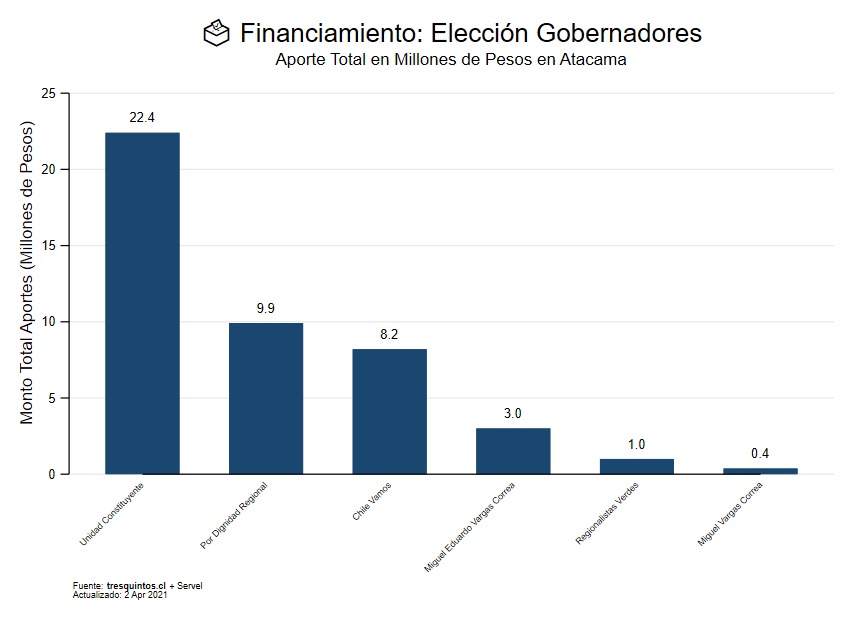 Financiamiento: Elección Gobernadores
Aporte Total en Millones de Pesos en Atacama
Monto Total Aportes (Millones de Pesos)
25
20
15
10
5
0
22.4
9.9
8.2
3.0
1.0
0.4
Unidad Constituyente
Por Dignidad Regional
Chile Vamos
Miguel Eduardo Vargas Correa
Regionalistas Verdes
Miguel Vargas Correa
Fuente: tresquintos.cl + Servel
Actualizado: 2 Apr 2021